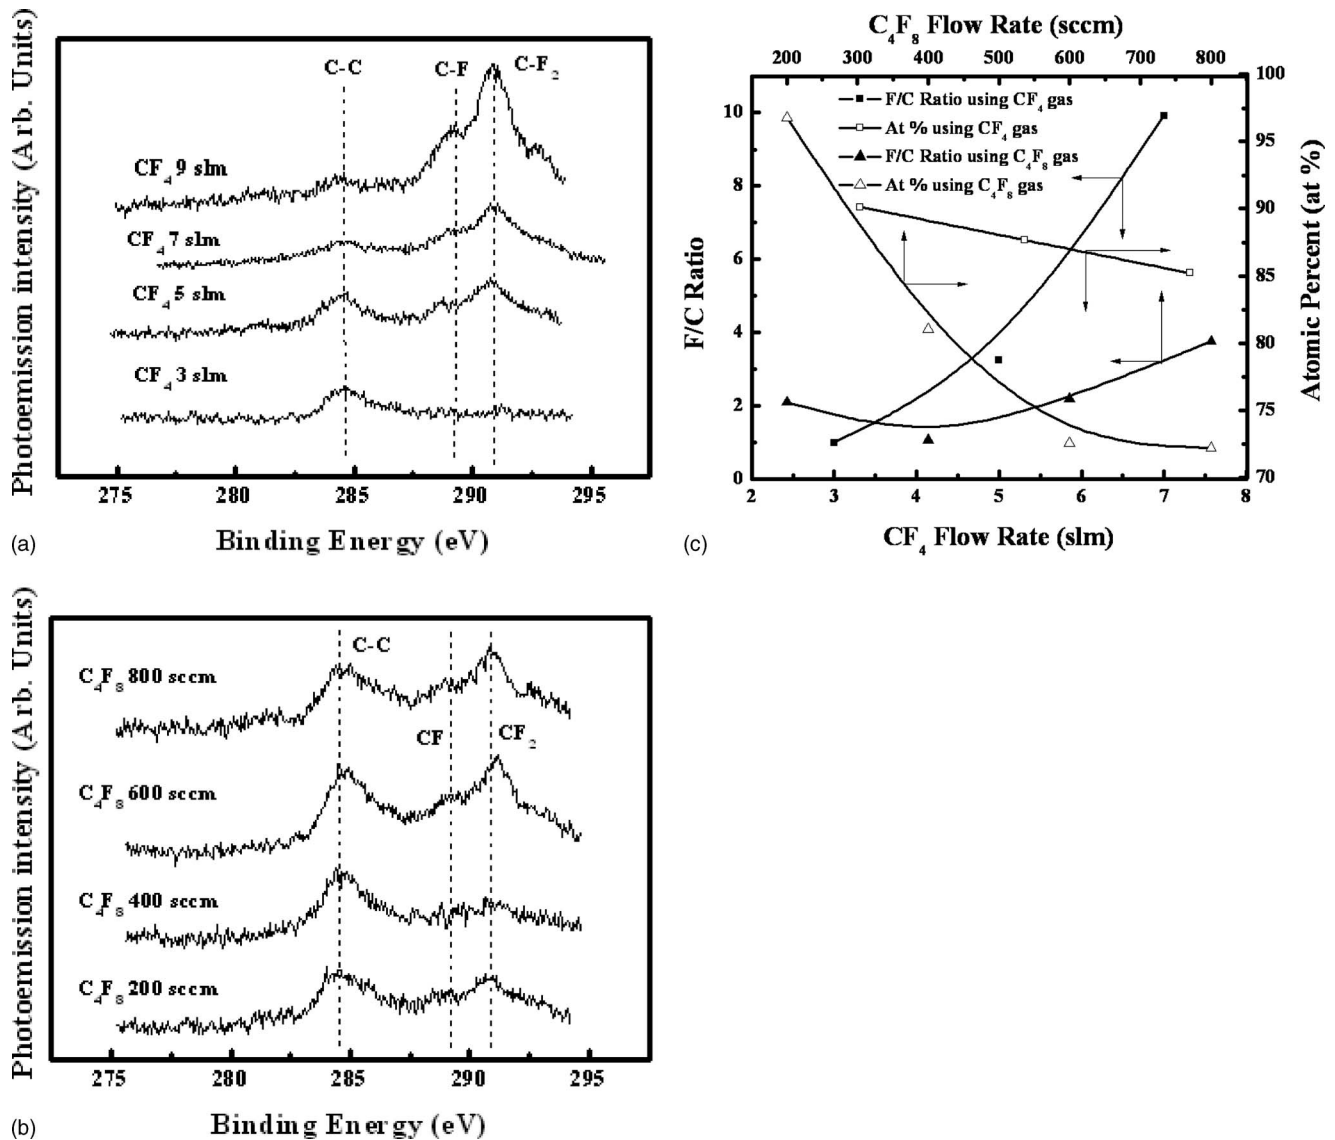 Photoemission intensity (Arb. Units)
C-C
C-F
C-F2
CF4 9 slm
CF4 7 slm
CF4 5 slm
CF4 3 slm
275 280 285 290 295
Binding Energy (eV)
(a)
C4F8 Flow Rate (sccm)
200 300 400 500 600 700 800
F/C Ratio using CF4 gas
At % using CF4 gas
F/C Ratio using C4F8 gas
At % using C4F8 gas
F/C Ratio
10
8
6
4
2
0
Atomic Percent (at %)
100
95
90
85
80
75
70
2 3 4 5 6 7 8
CF4 Flow Rate (slm)
(c)
Photoemission intensity (Arb. Units)
C-C
C4F8 800 sccm
CF
CF2
C4F8 600 sccm
C4F8 400 sccm
C4F8 200 sccm
275 280 285 290 295
Binding Energy (eV)
(b)